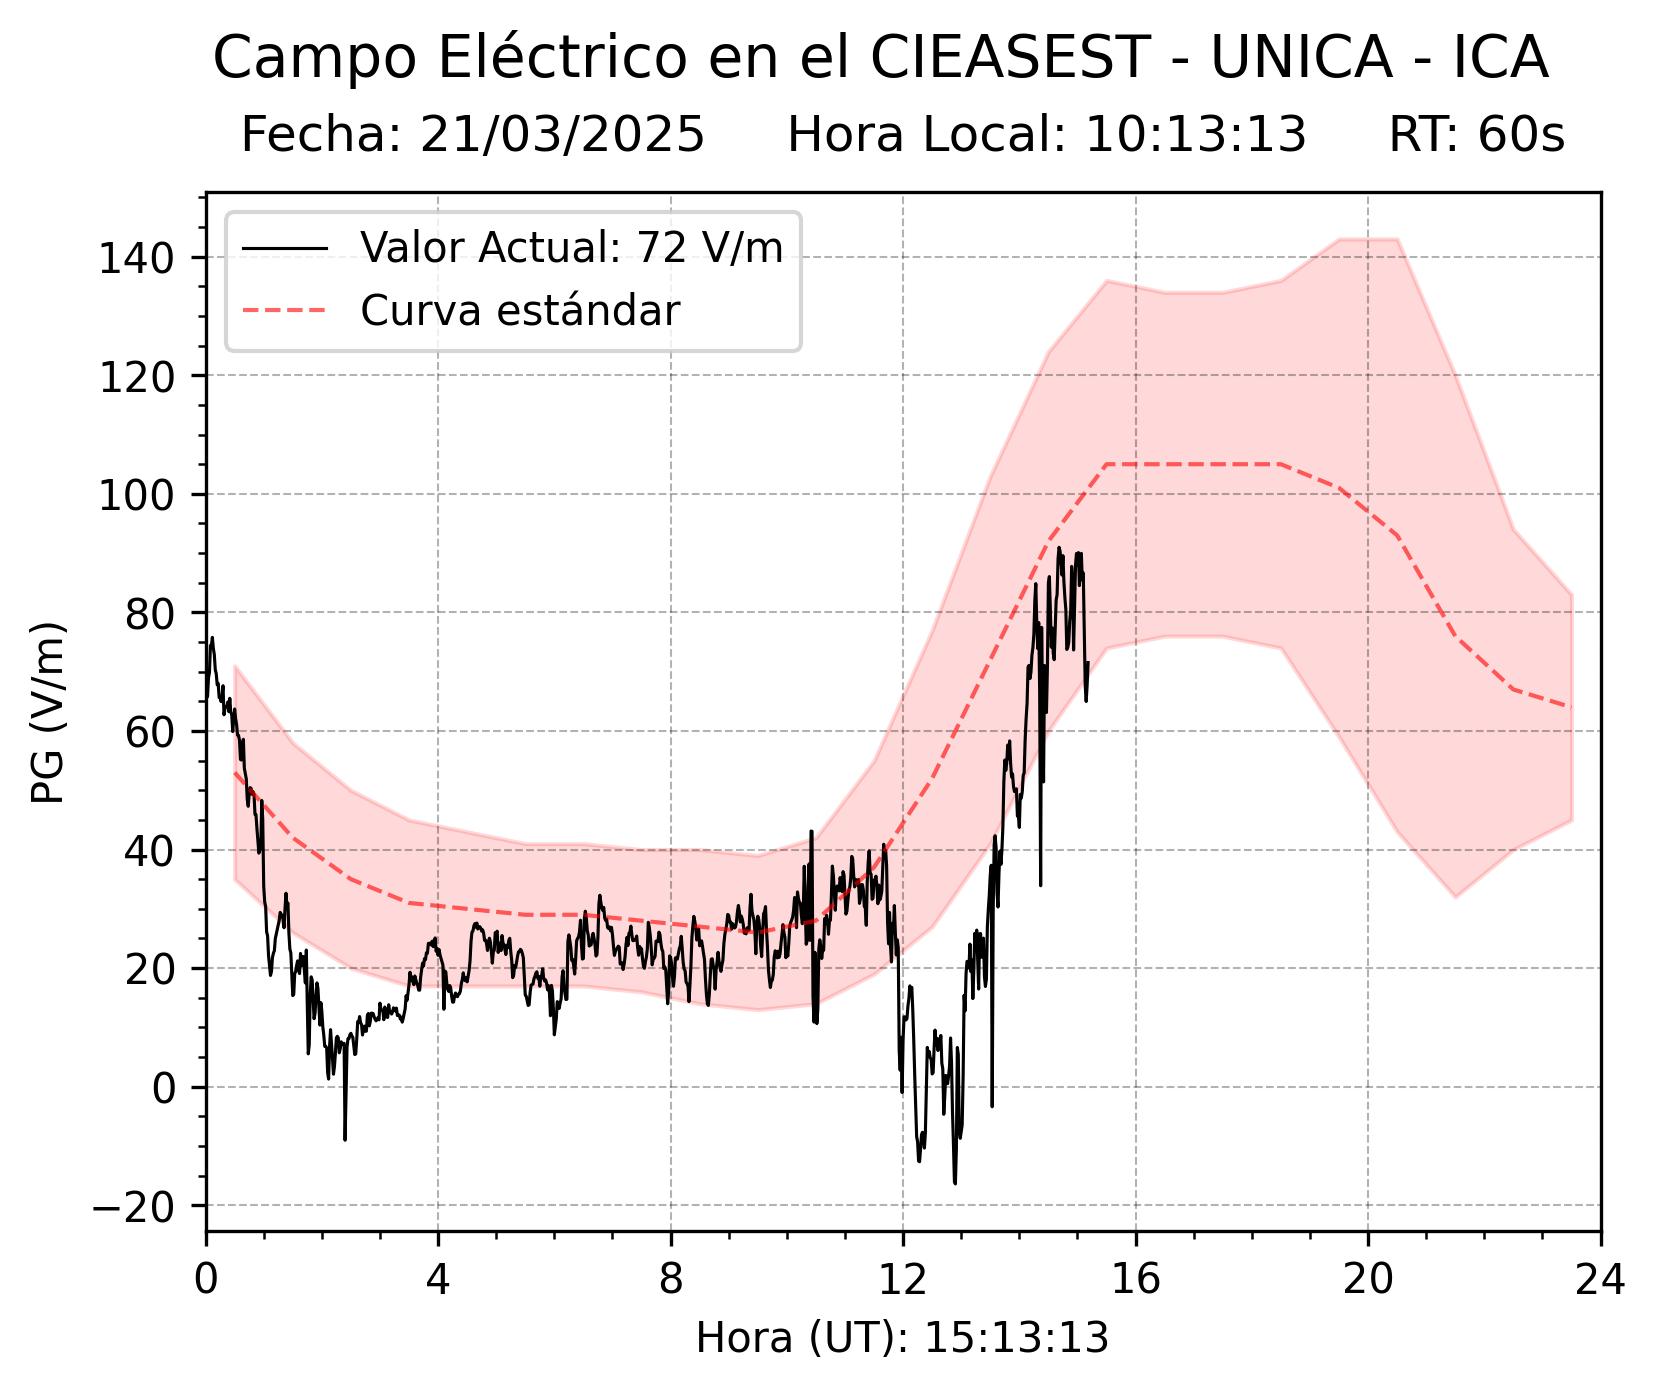 Campo Eléctrico en el CIEASEST - UNICA - ICA
Fecha: 21/03/2025 Hora Local: 10:13:13 RT: 60s
Valor Actual: 72 V/m
Curva estándar
PG (V/m)
140
120
100
80
60
40
20
0
−20
0 4 8 12 16 20 24
Hora (UT): 15:13:13